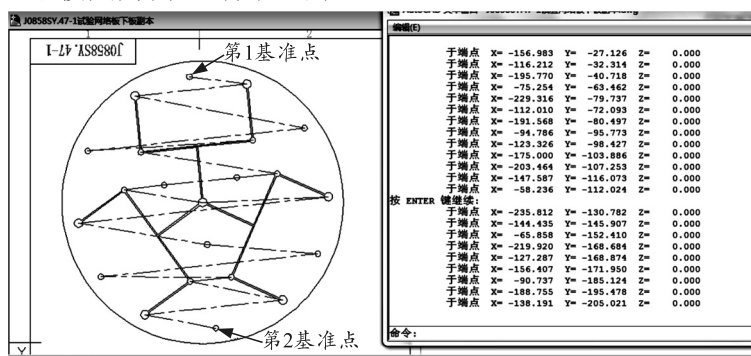 J0858SY.47-1试验网络板下板副本
1
2
J0858SY.47-1
第1基准点
第2基准点
Y
编辑(E)
于端点 X= -156.983 Y= -27.126 Z= 0.000
于端点 X= -116.212 Y= -32.314 Z= 0.000
于端点 X= -195.770 Y= -40.718 Z= 0.000
于端点 X= -75.254 Y= -63.462 Z= 0.000
于端点 X= -229.316 Y= -79.737 Z= 0.000
于端点 X= -112.010 Y= -72.093 Z= 0.000
于端点 X= -191.568 Y= -80.497 Z= 0.000
于端点 X= -94.786 Y= -95.773 Z= 0.000
于端点 X= -123.326 Y= -98.427 Z= 0.000
于端点 X= -175.000 Y= -103.886 Z= 0.000
于端点 X= -203.464 Y= -107.253 Z= 0.000
于端点 X= -147.587 Y= -116.073 Z= 0.000
于端点 X= -58.236 Y= -112.024 Z= 0.000
按 ENTER 键继续:
于端点 X= -235.812 Y= -130.782 Z= 0.000
于端点 X= -144.435 Y= -145.907 Z= 0.000
于端点 X= -65.858 Y= -152.410 Z= 0.000
于端点 X= -219.920 Y= -168.684 Z= 0.000
于端点 X= -127.287 Y= -168.874 Z= 0.000
于端点 X= -156.407 Y= -171.950 Z= 0.000
于端点 X= -90.737 Y= -185.124 Z= 0.000
于端点 X= -188.755 Y= -195.478 Z= 0.000
于端点 X= -138.191 Y= -205.021 Z= 0.000
命令: